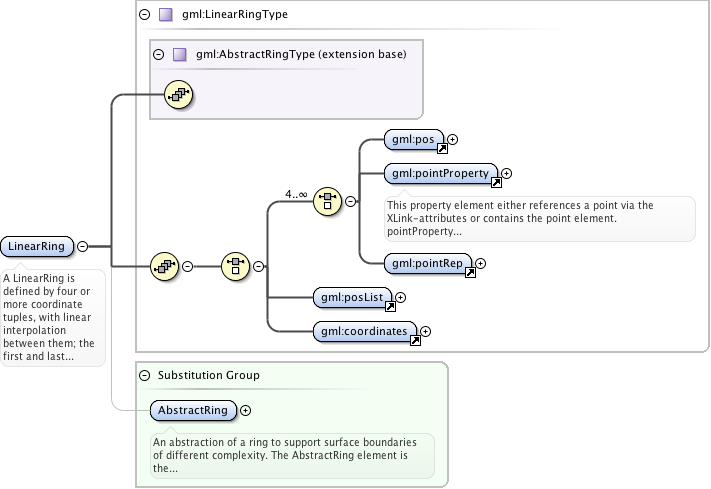 gml:LinearRingType
gml:AbstractRingType (extension base)
gml:pos
gml:pointProperty
4..∞
This property element either references a point via the
XLink-attributes or contains the point element.
pointProperty...
LinearRing
gml:pointRep
A LinearRing is
defined by four or
more coordinate
tuples, with linear
interpolation
between them; the
first and last...
gml:posList
gml:coordinates
Substitution Group
AbstractRing
An abstraction of a ring to support surface boundaries
of different complexity. The AbstractRing element is
the...